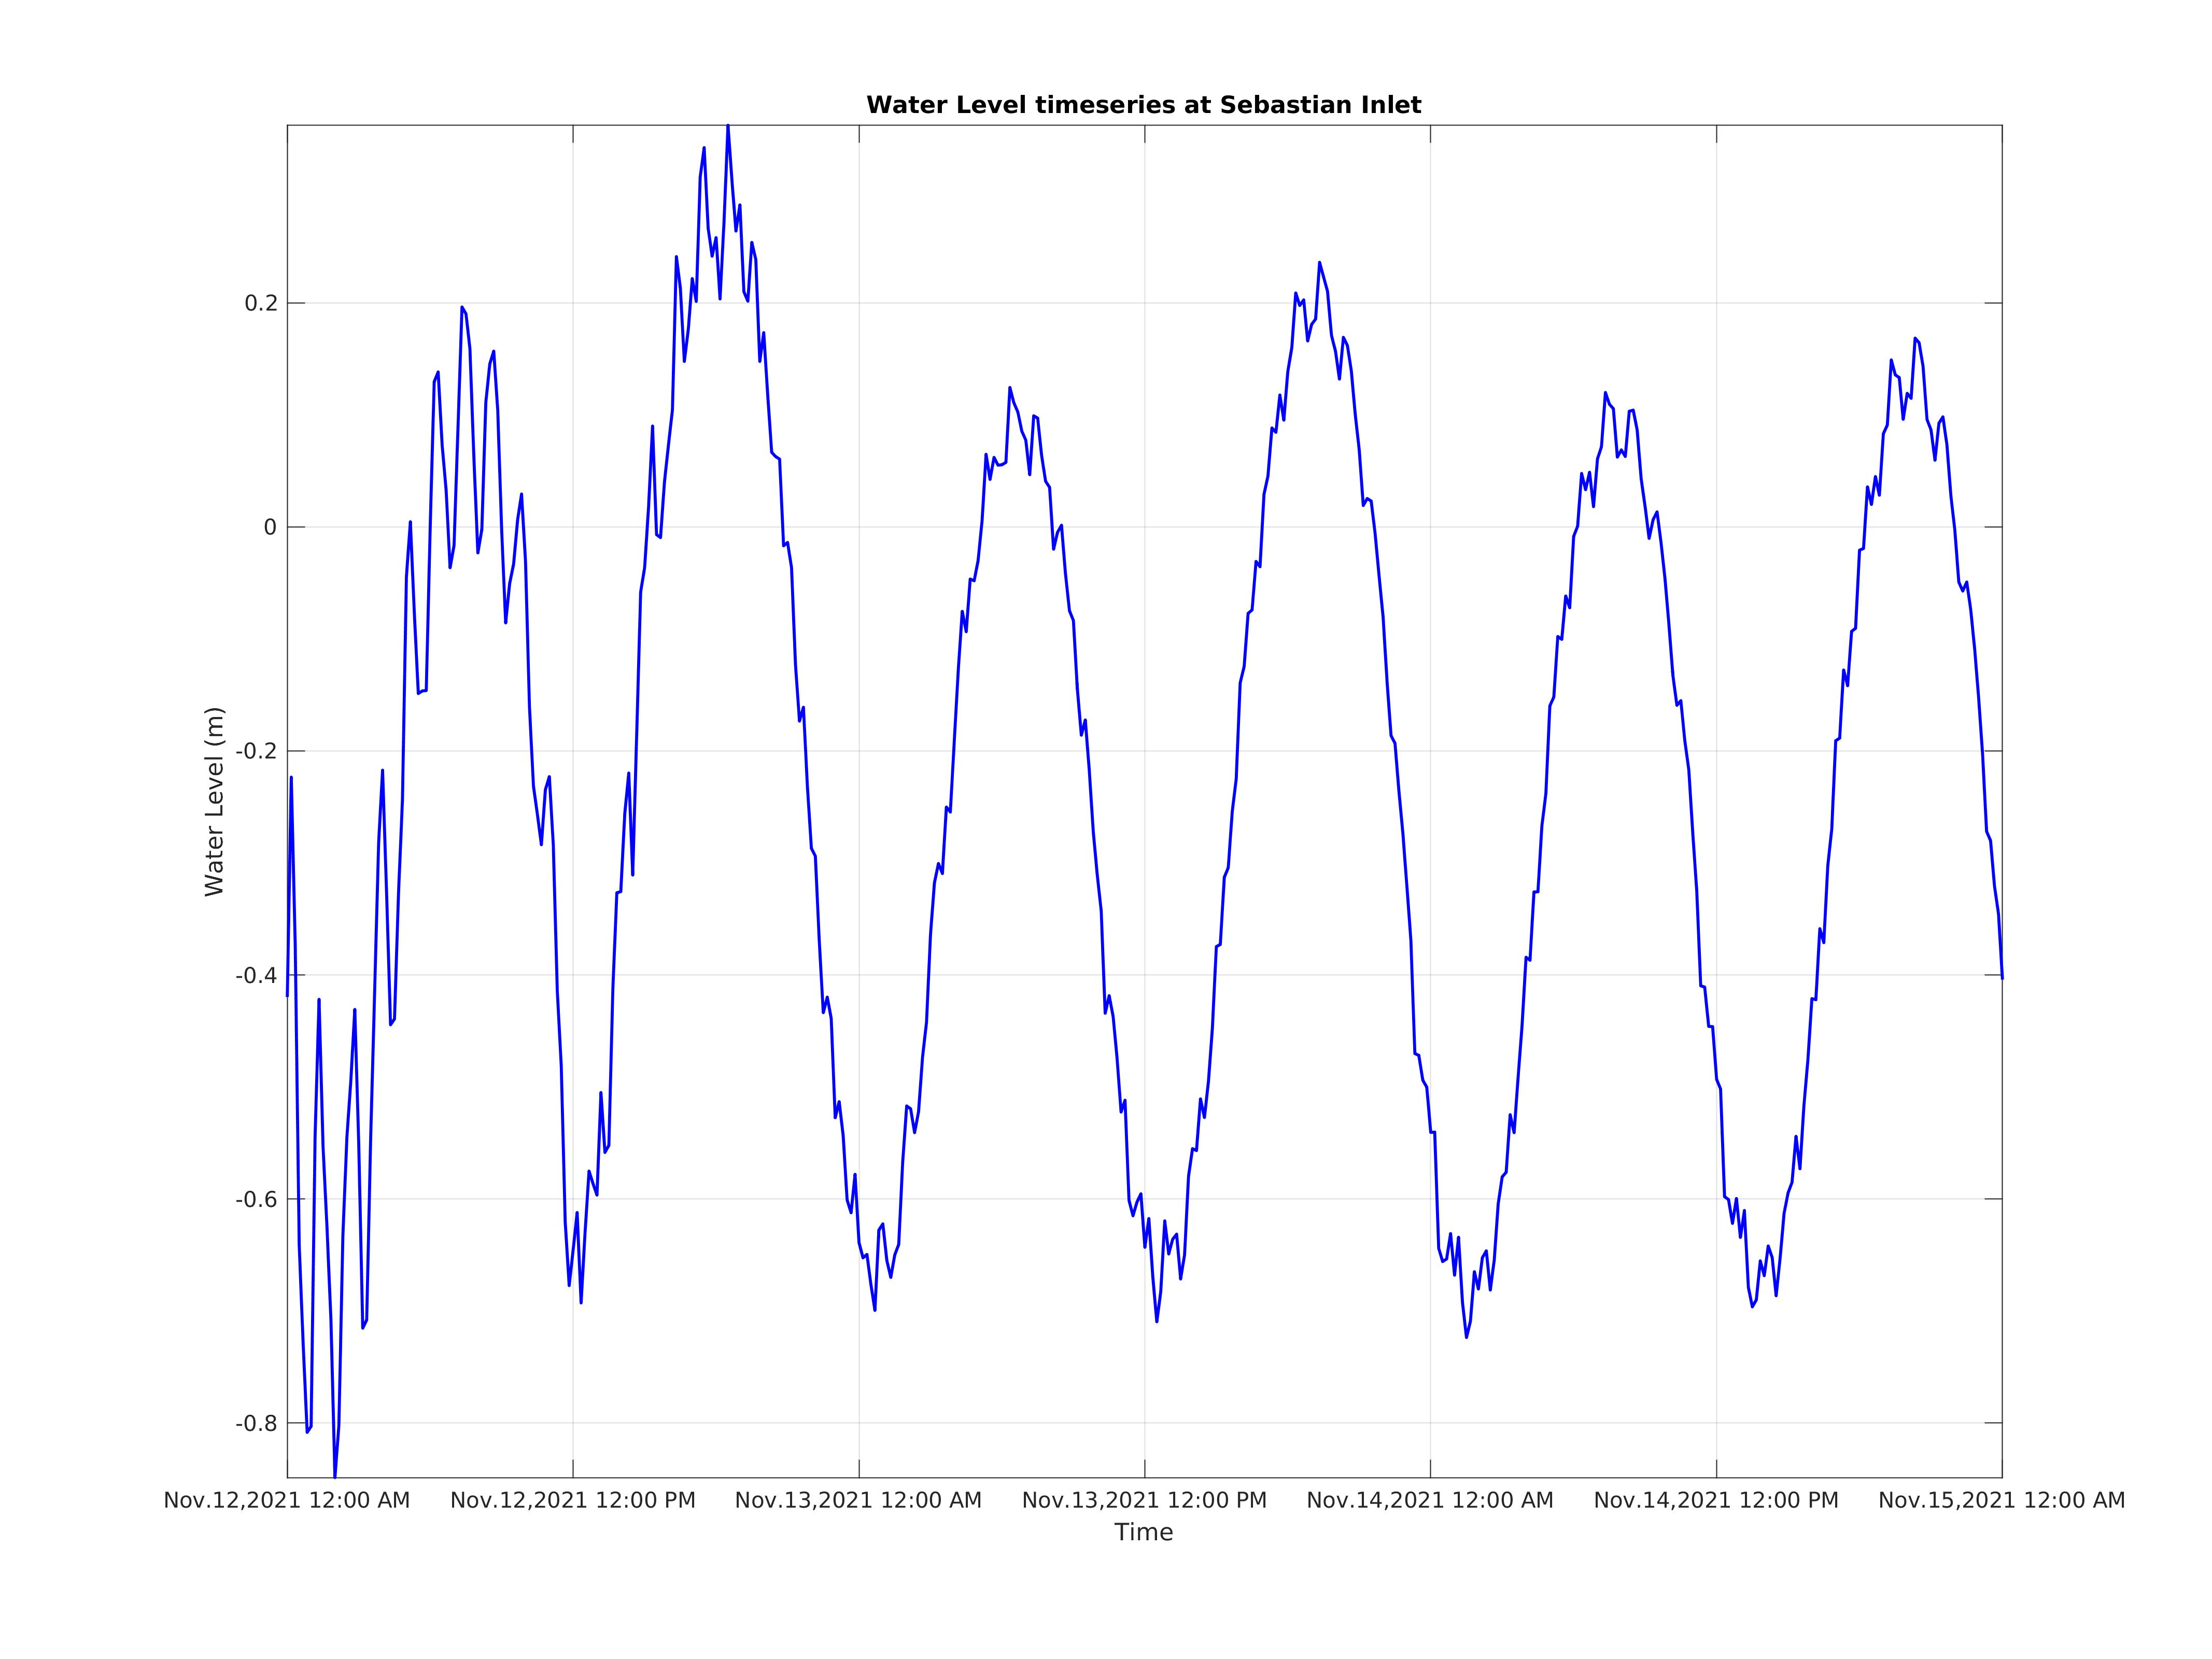 Water Level timeseries at Sebastian Inlet
0.2
0
-0.2
-0.4
-0.6
-0.8
Water Level (m)
Nov.12,2021 12:00 AM
Nov.12,2021 12:00 PM
Nov.13,2021 12:00 AM
Nov.13,2021 12:00 PM
Nov.14,2021 12:00 AM
Nov.14,2021 12:00 PM
Nov.15,2021 12:00 AM
Time